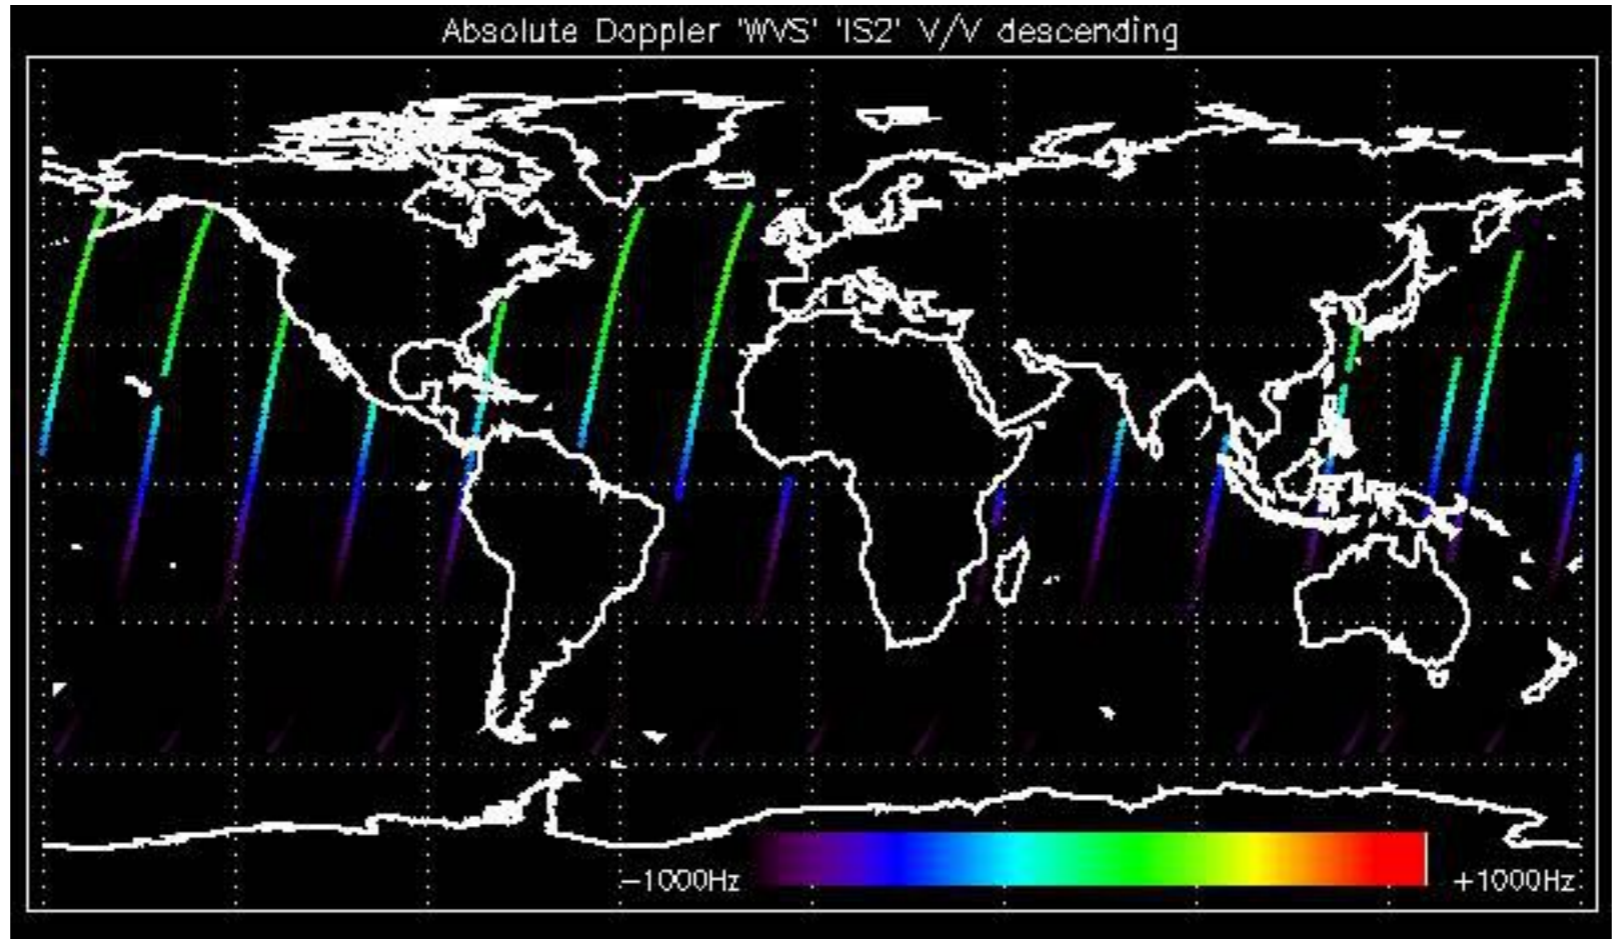 Absolute Doppler 'WVS' 'IS2' V/V descending
−1000Hz +1000Hz